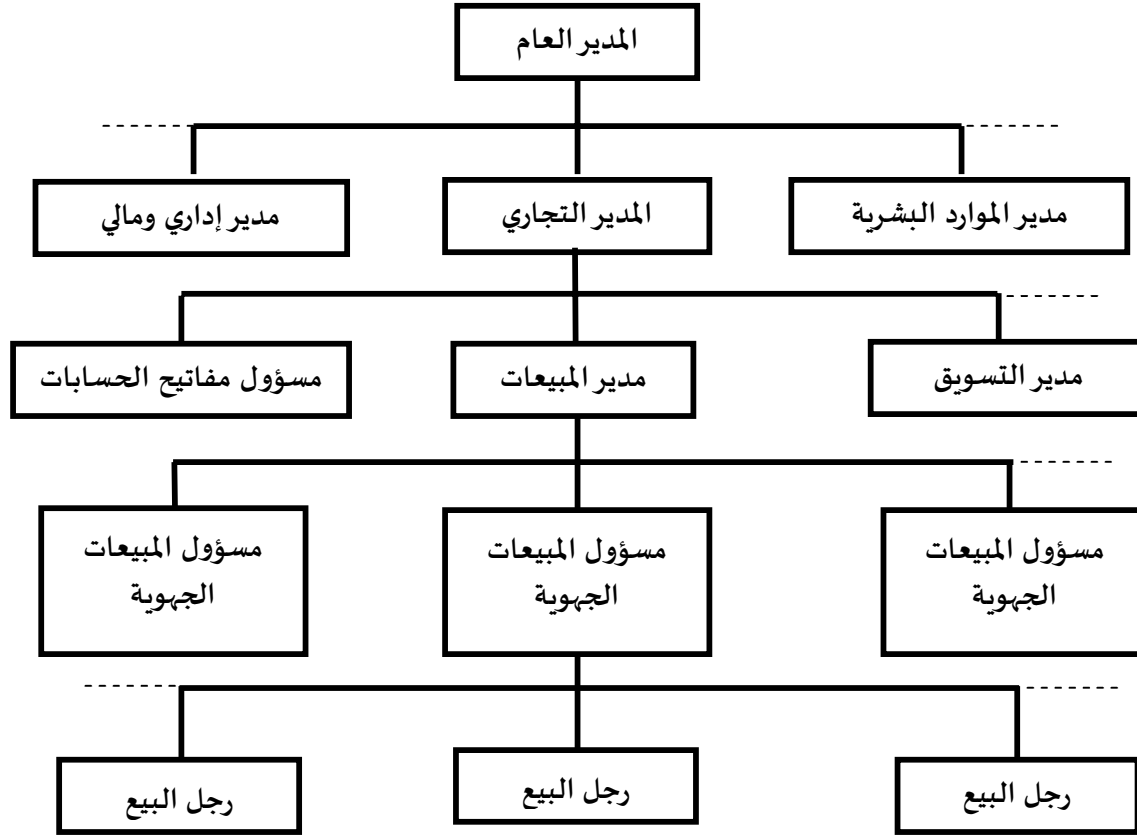 المدير العام
مدير الموارد البشرية
المدير التجاري
مدير إداري ومالي
مدير التسويق
مدير المبيعات
مسؤول مفاتيح الحسابات
مسؤول المبيعات
الجهوية
مسؤول المبيعات
الجهوية
مسؤول المبيعات
الجهوية
رجل البيع
رجل البيع
رجل البيع